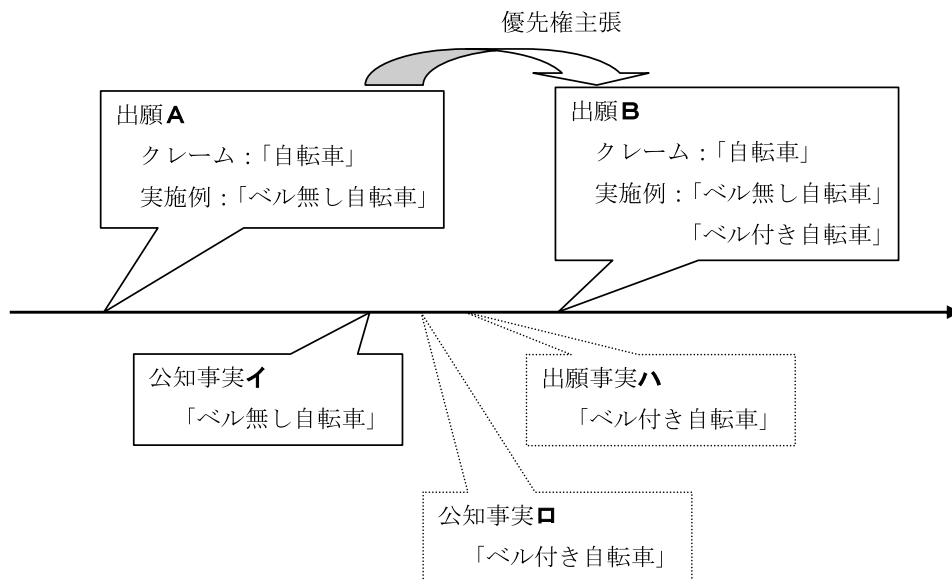 優先権主張
出願A
クレーム：「自転車」
実施例：「ベル無し自転車」
出願B
クレーム：「自転車」
実施例：「ベル無し自転車」
「ベル付き自転車」
公知事実イ
「ベル無し自転車」
出願事実ハ
「ベル付き自転車」
公知事実ロ
「ベル付き自転車」